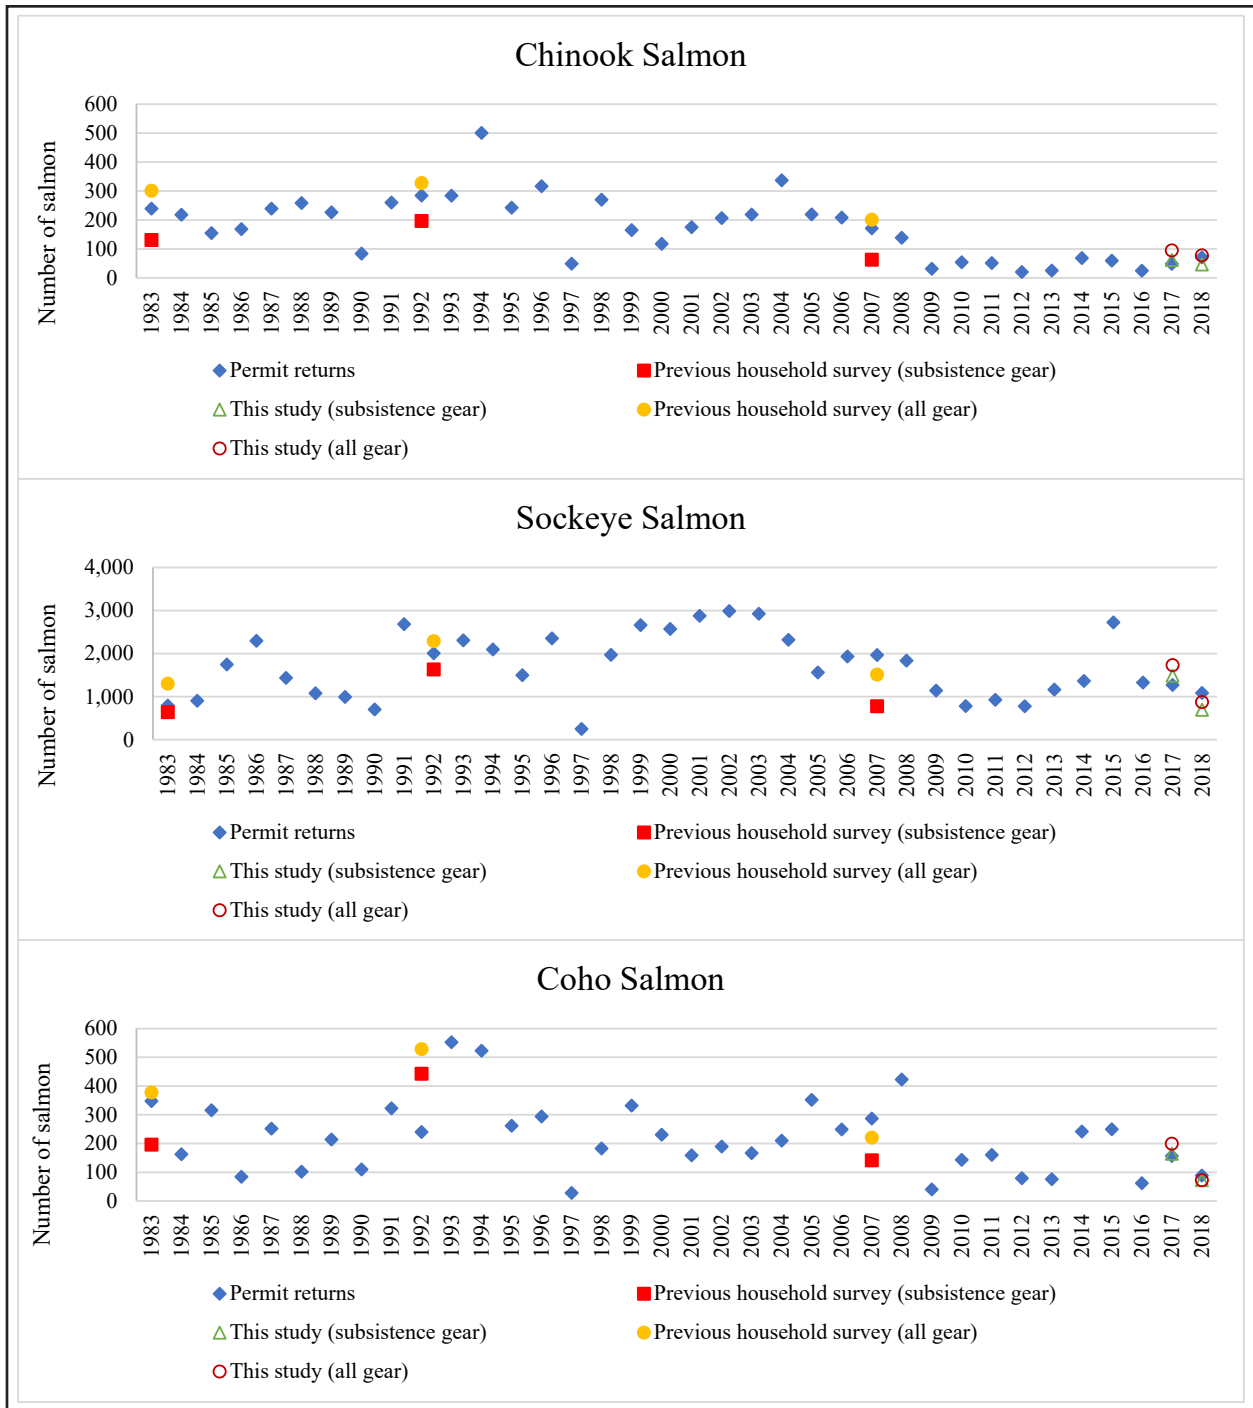 Chinook Salmon
Number of salmon
600
500
400
300
200
100
0
1983 1984 1985 1986 1987 1988 1989 1990 1991 1992 1993 1994 1995 1996 1997 1998 1999 2000 2001 2002 2003 2004 2005 2006 2007 2008 2009 2010 2011 2012 2013 2014 2015 2016 2017 2018
Permit returns
Previous household survey (subsistence gear)
This study (subsistence gear)
Previous household survey (all gear)
This study (all gear)
Sockeye Salmon
Number of salmon
4,000
3,000
2,000
1,000
0
1983 1984 1985 1986 1987 1988 1989 1990 1991 1992 1993 1994 1995 1996 1997 1998 1999 2000 2001 2002 2003 2004 2005 2006 2007 2008 2009 2010 2011 2012 2013 2014 2015 2016 2017 2018
Permit returns
Previous household survey (subsistence gear)
This study (subsistence gear)
Previous household survey (all gear)
This study (all gear)
Coho Salmon
Number of salmon
600
500
400
300
200
100
0
1983 1984 1985 1986 1987 1988 1989 1990 1991 1992 1993 1994 1995 1996 1997 1998 1999 2000 2001 2002 2003 2004 2005 2006 2007 2008 2009 2010 2011 2012 2013 2014 2015 2016 2017 2018
Permit returns
Previous household survey (subsistence gear)
This study (subsistence gear)
Previous household survey (all gear)
This study (all gear)